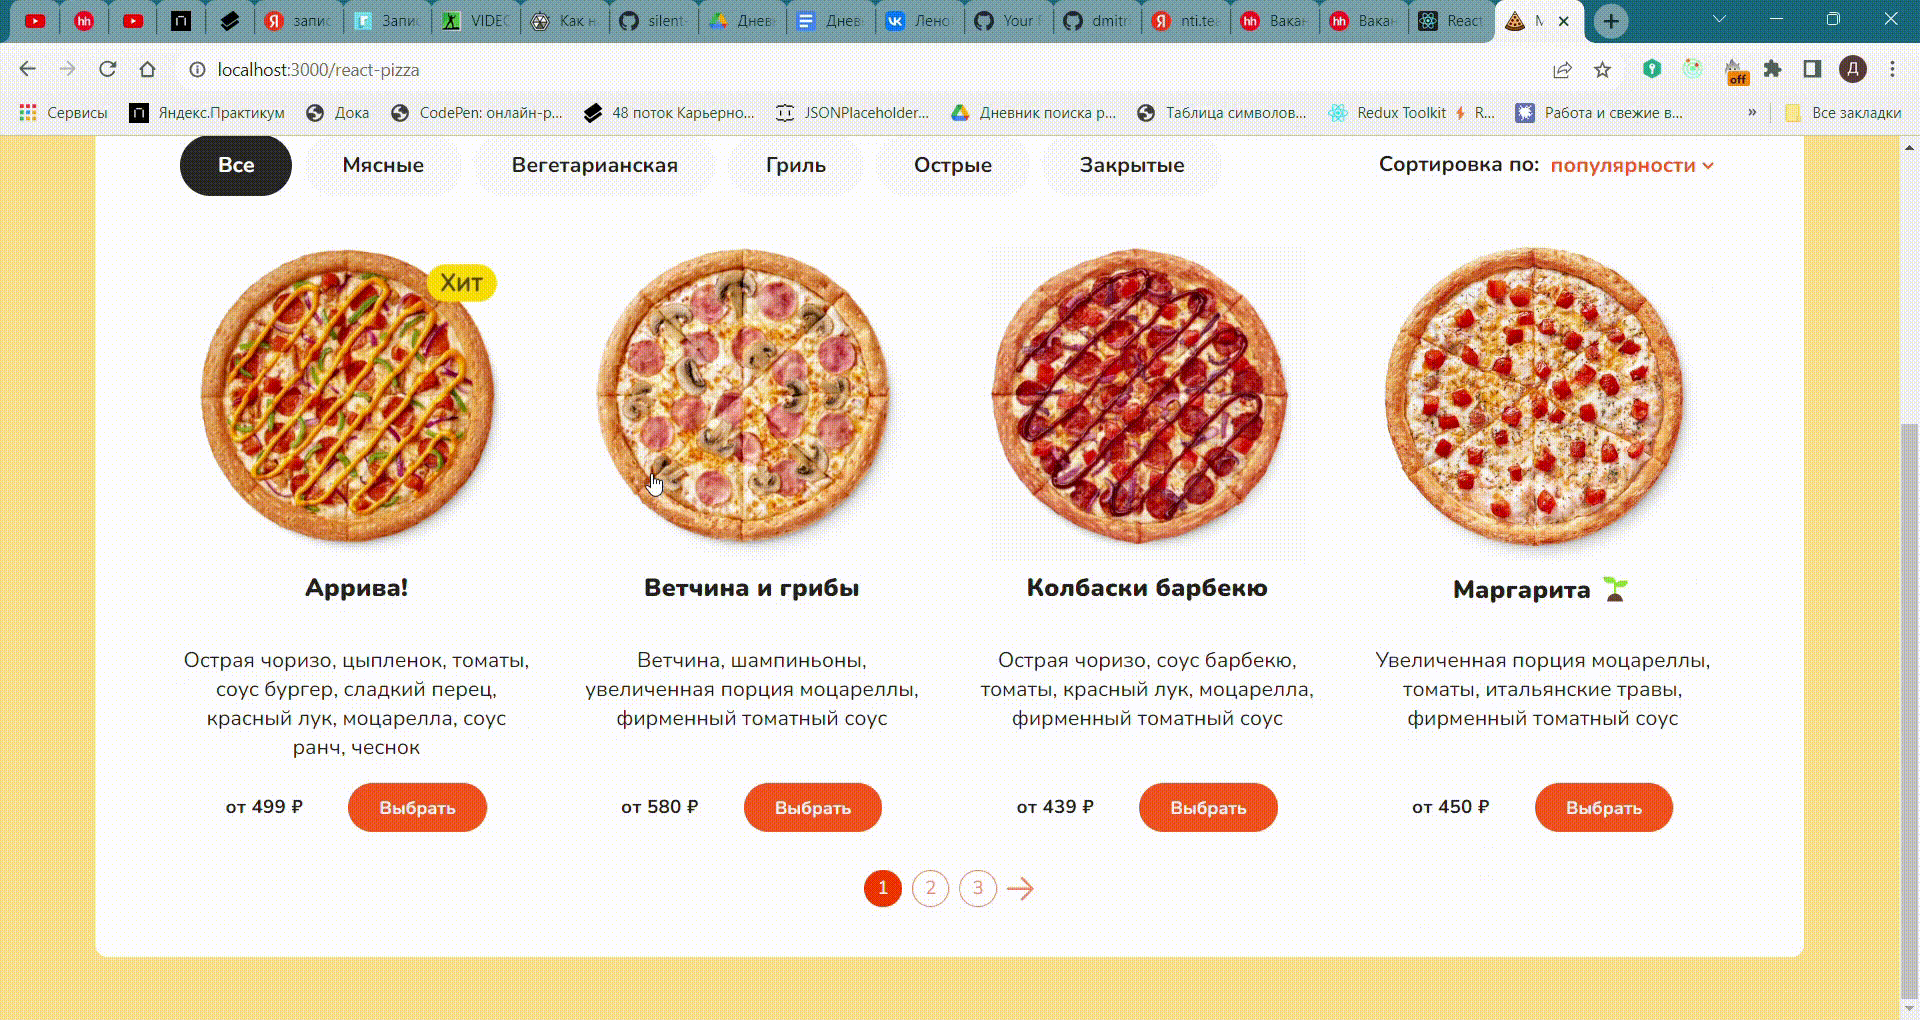 запис
Запис
VIDEO
Как н
silent-
Днев
Днев
Лено
Your
dmitr
nti.tea
Вакан
Вакан
React
localhost:3000/react-pizza
off
Д
Сервисы
Яндекс.Практикум
Дока
CodePen: онлайн-р...
48 поток Карьерно...
JSONPlaceholder...
Дневник поиска р...
Таблица символов...
Redux Toolkit ⚡ R...
Работа и свежие в...
»
Все закладки
Все
Мясные
Вегетарианская
Гриль
Острые
Закрытые
Сортировка по: популярности
Хит
Аррива!
Ветчина и грибы
Колбаски барбекю
Маргарита 🌱
Острая чоризо, цыпленок, томаты,
соус бургер, сладкий перец,
красный лук, моцарелла, соус
ранч, чеснок
Ветчина, шампиньоны,
увеличенная порция моцареллы,
фирменный томатный соус
Острая чоризо, соус барбекю,
томаты, красный лук, моцарелла,
фирменный томатный соус
Увеличенная порция моцареллы,
томаты, итальянские травы,
фирменный томатный соус
от 499 ₽
Выбрать
от 580 ₽
Выбрать
от 439 ₽
Выбрать
от 450 ₽
Выбрать
1 2 3 →